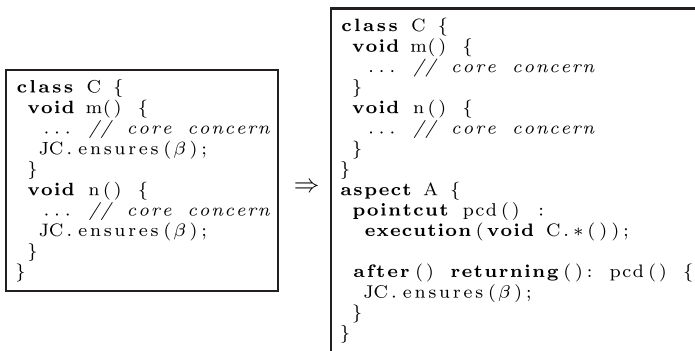 class C {
void m() {
... // core concern
JC.ensures(β);
}
void n() {
... // core concern
JC.ensures(β);
}
}
⇒
class C {
void m() {
... // core concern
}
void n() {
... // core concern
}
}
aspect A {
pointcut pcd() :
execution(void C.*());
after() returning(): pcd() {
JC.ensures(β);
}
}